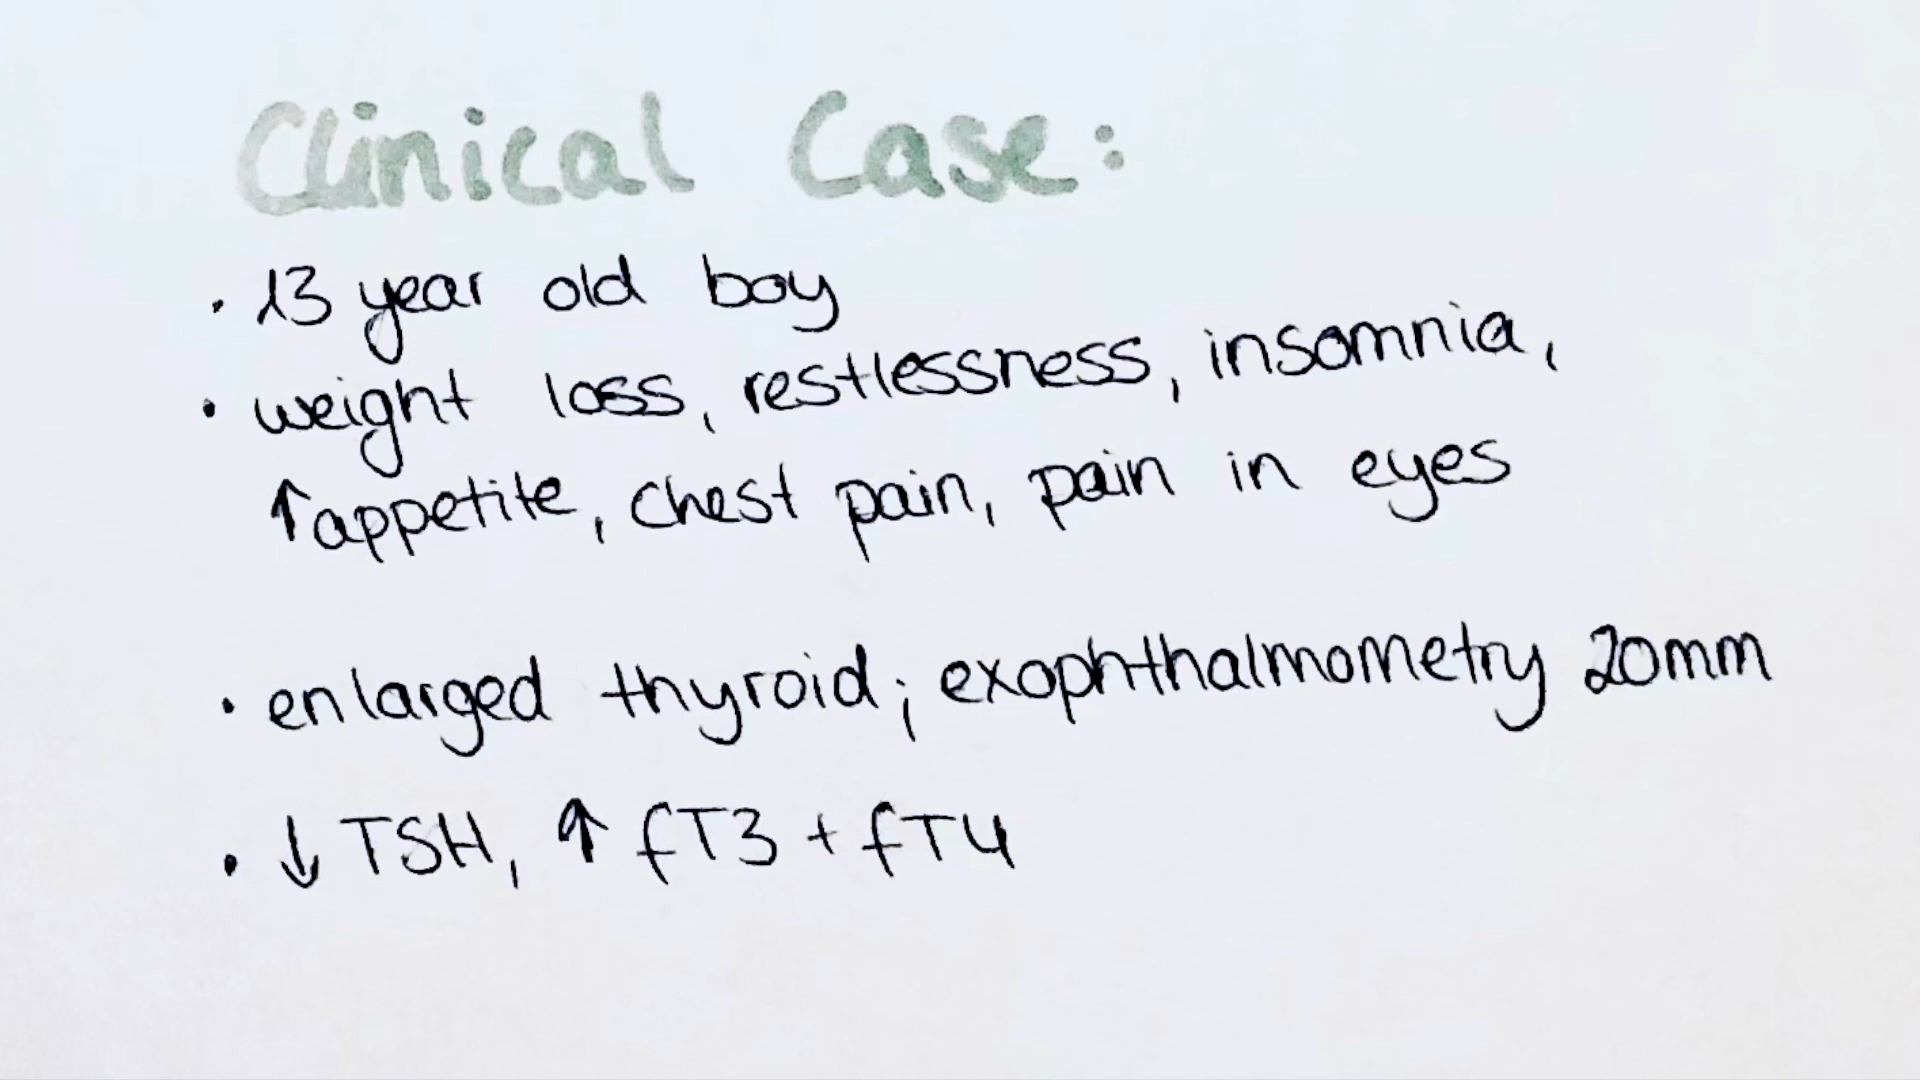 Clinical Case:
· 13 year old boy
· weight loss, restlessness, insomnia,
↑appetite, chest pain, pain in eyes
· enlarged thyroid; exophthalmometry 20mm
· ↓ TSH, ↑ fT3 + fT4